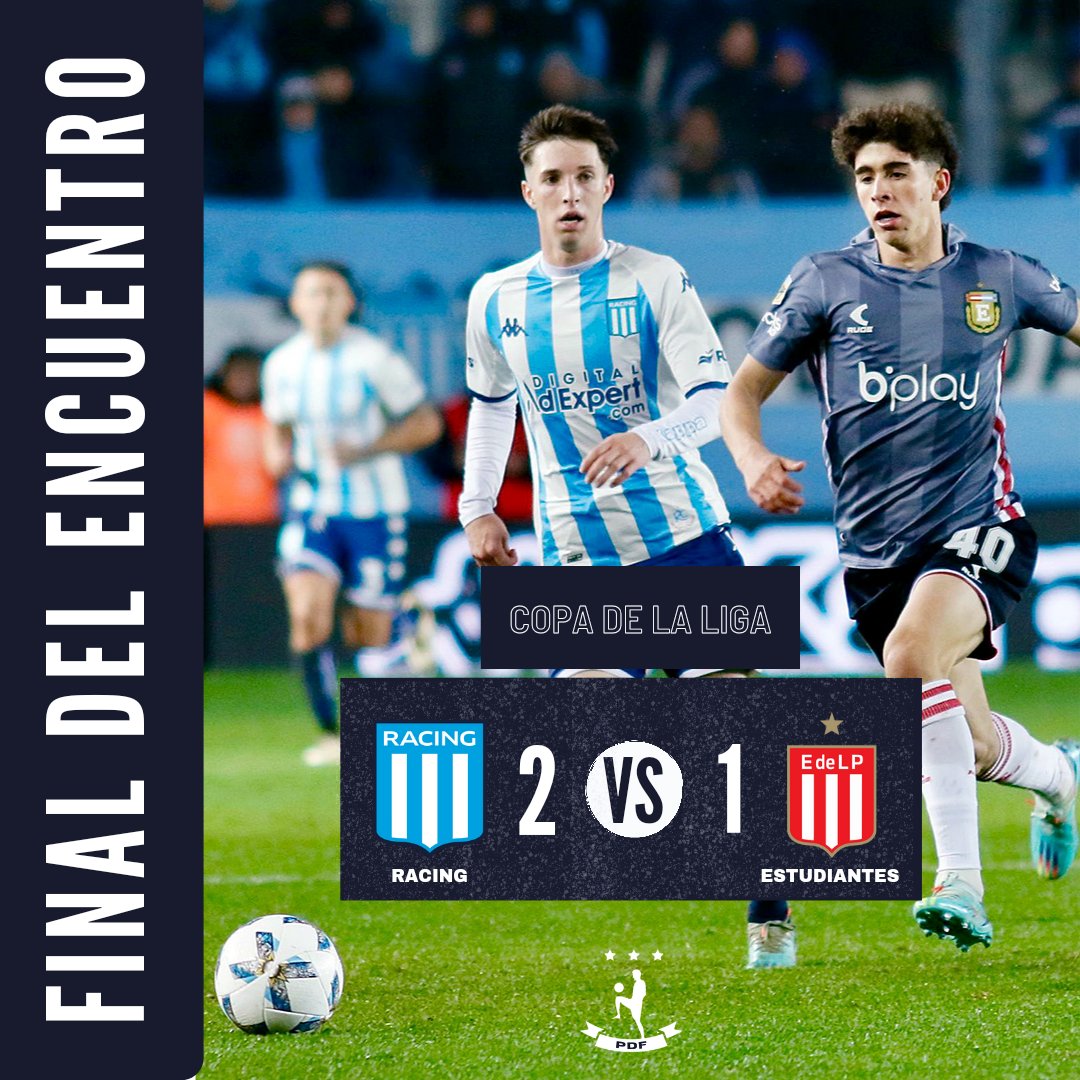 FINAL DEL ENCUENTRO
RACING
DIGITAL
AdExpert
.com
RUGE
E
bplay
40
COPA DE LA LIGA
RACING
2 VS 1
EdeLP
RACING
ESTUDIANTES
PDF